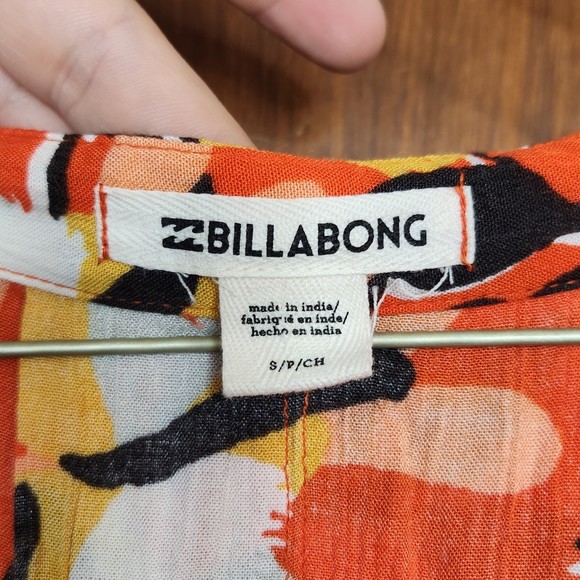 BILLABONG
made in india/
fabriqué en inde/
hecho en india
S/P/CH